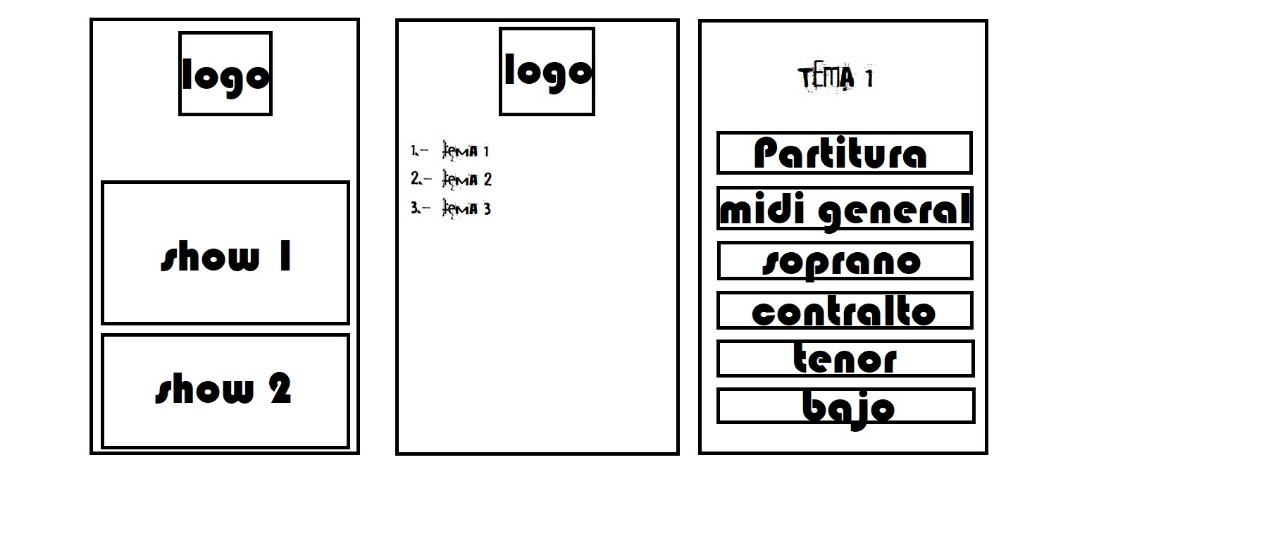 logo
show 1
show 2
logo
1.- tema 1
2.- tema 2
3.- tema 3
TEMA 1
Partitura
midi general
soprano
contralto
tenor
bajo